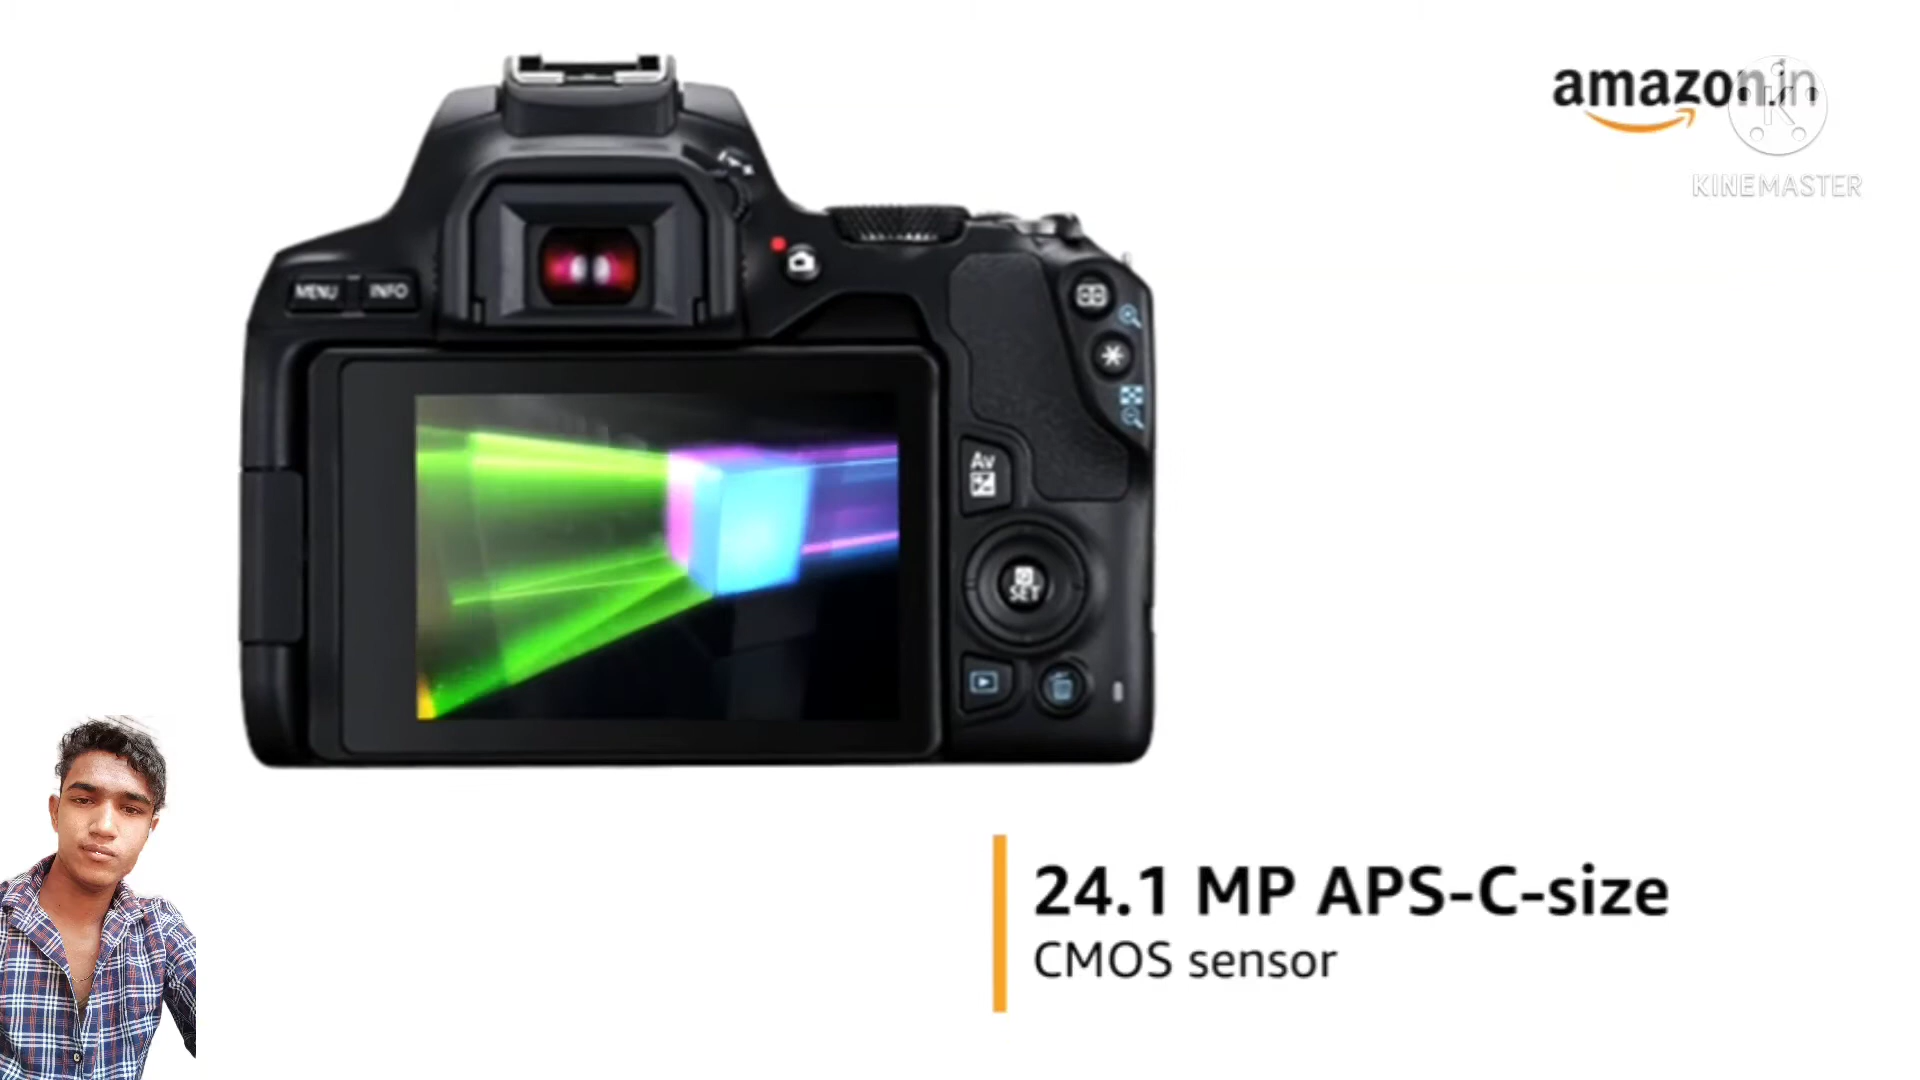 amazon.in
KINEMASTER
MENU INFO
Av
SET
24.1 MP APS-C-size
CMOS sensor